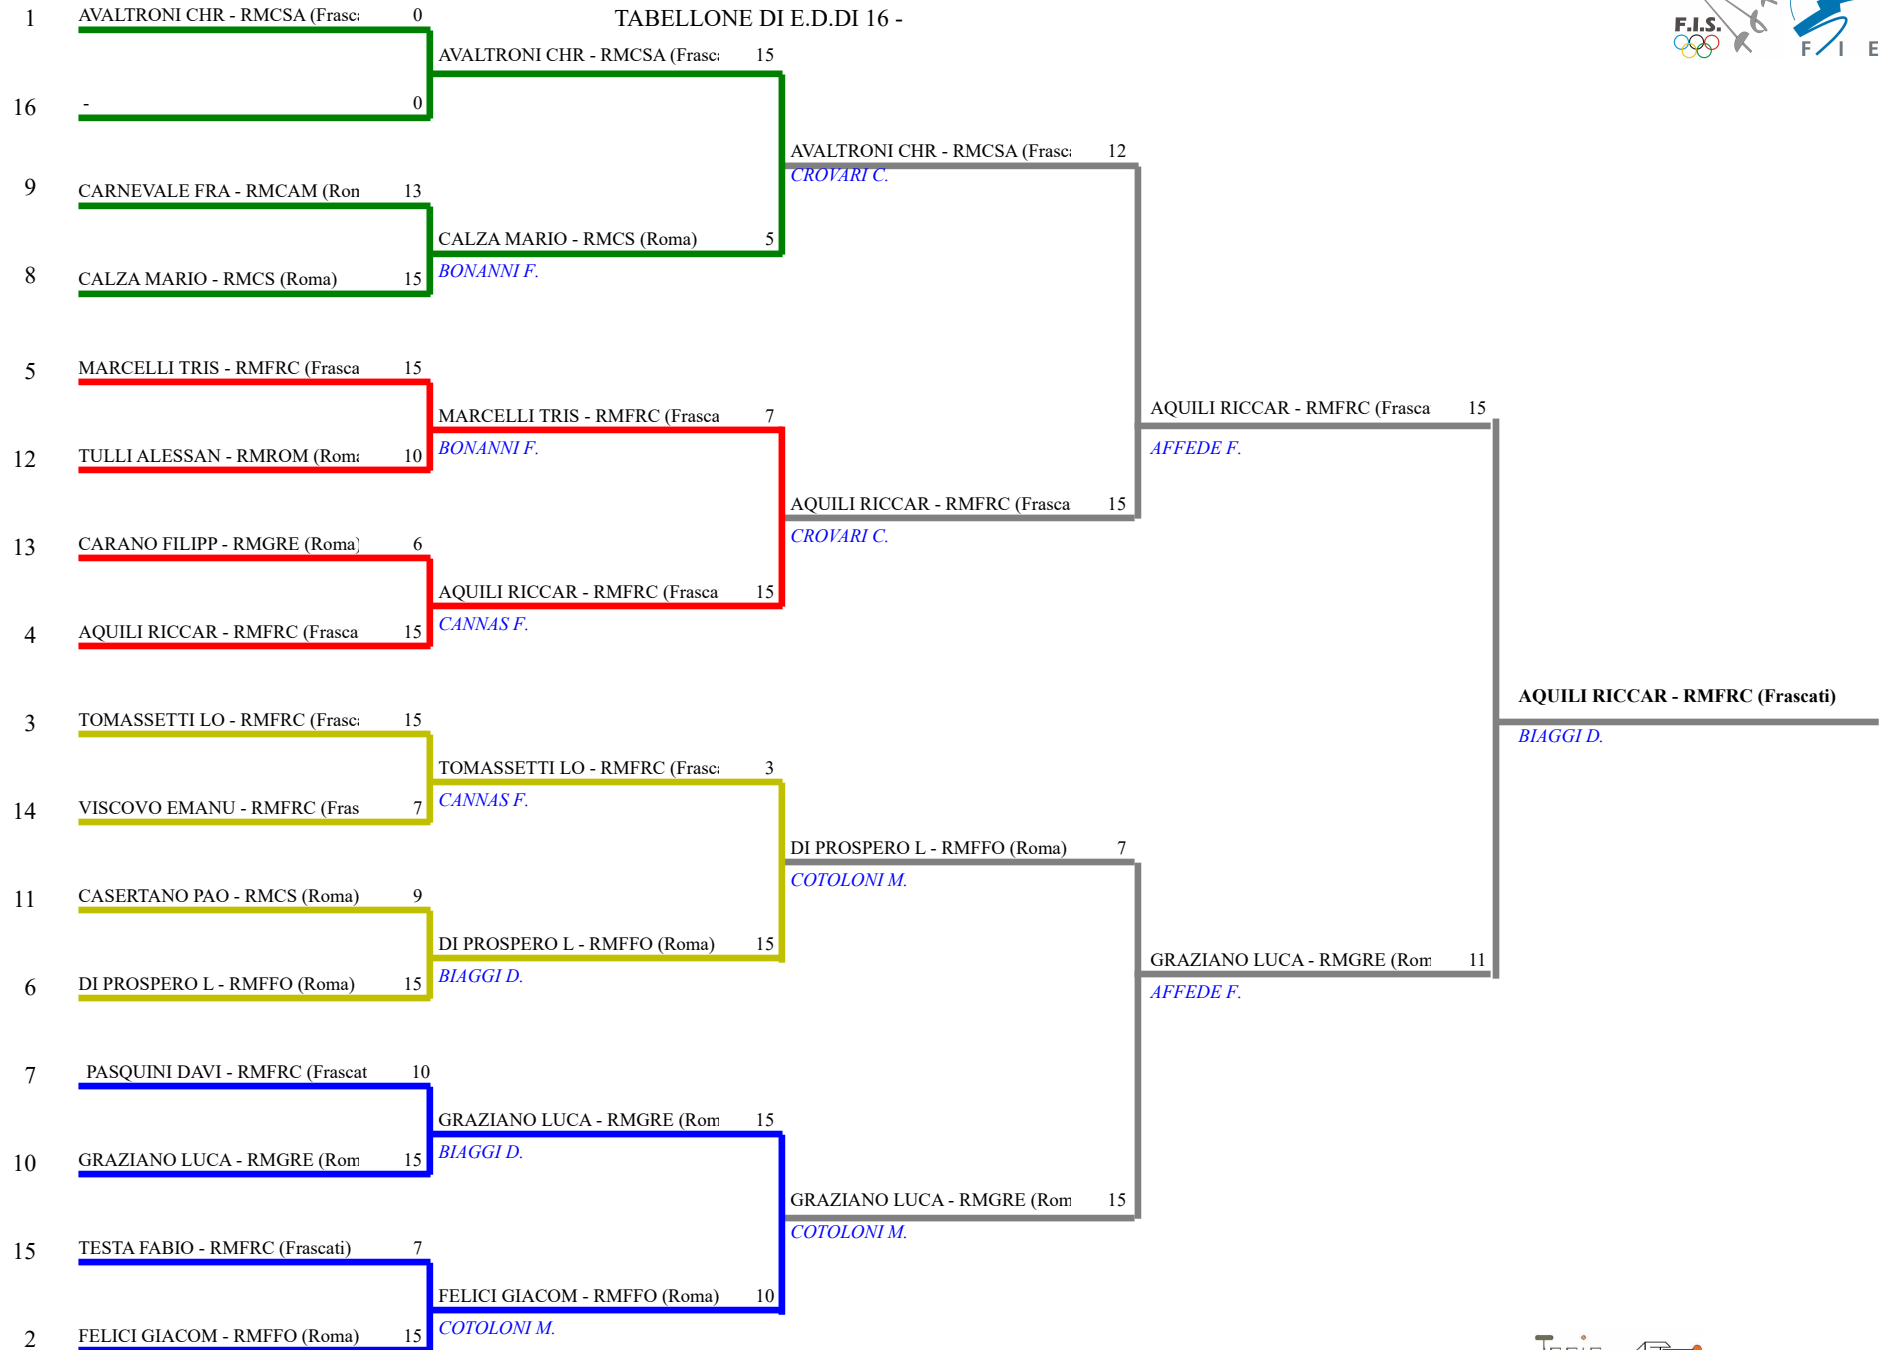 TABELLONE DI E.D.DI 16 -
F.I.S.
F I E
1 AVALTRONI CHR - RMCSA (Frasc 0
AVALTRONI CHR - RMCSA (Frasc 15
16 - 0
AVALTRONI CHR - RMCSA (Frasc 12
CROVARI C.
9 CARNEVALE FRA - RMCAM (Ron 13
CALZA MARIO - RMCS (Roma) 5
BONANNI F.
8 CALZA MARIO - RMCS (Roma) 15
5 MARCELLI TRIS - RMFRC (Frasca 15
MARCELLI TRIS - RMFRC (Frasca 7
BONANNI F.
AQUILI RICCAR - RMFRC (Frasca 15
AFFEDE F.
12 TULLI ALESSAN - RMROM (Roma 10
AQUILI RICCAR - RMFRC (Frasca 15
CROVARI C.
13 CARANO FILIPP - RMGRE (Roma) 6
AQUILI RICCAR - RMFRC (Frasca 15
CANNAS F.
4 AQUILI RICCAR - RMFRC (Frasca 15
AQUILI RICCAR - RMFRC (Frascati)
BIAGGI D.
3 TOMASSETTI LO - RMFRC (Frasc 15
TOMASSETTI LO - RMFRC (Frasc 3
CANNAS F.
14 VISCOVO EMANU - RMFRC (Fras 7
DI PROSPERO L - RMFFO (Roma) 7
COTOLONI M.
11 CASERTANO PAO - RMCS (Roma) 9
DI PROSPERO L - RMFFO (Roma) 15
BIAGGI D.
GRAZIANO LUCA - RMGRE (Rom 11
AFFEDE F.
6 DI PROSPERO L - RMFFO (Roma) 15
7 PASQUINI DAVI - RMFRC (Frascat 10
GRAZIANO LUCA - RMGRE (Rom 15
BIAGGI D.
10 GRAZIANO LUCA - RMGRE (Rom 15
GRAZIANO LUCA - RMGRE (Rom 15
COTOLONI M.
15 TESTA FABIO - RMFRC (Frascati) 7
FELICI GIACOM - RMFFO (Roma) 10
COTOLONI M.
2 FELICI GIACOM - RMFFO (Roma) 15